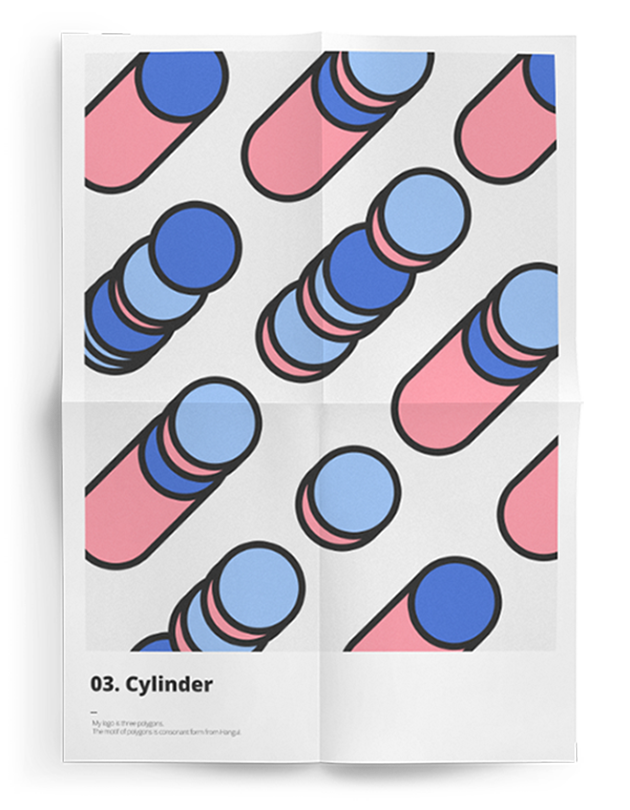 03. Cylinder
My logo is three polygons.
The motif of polygons is consonant form from Hangul.